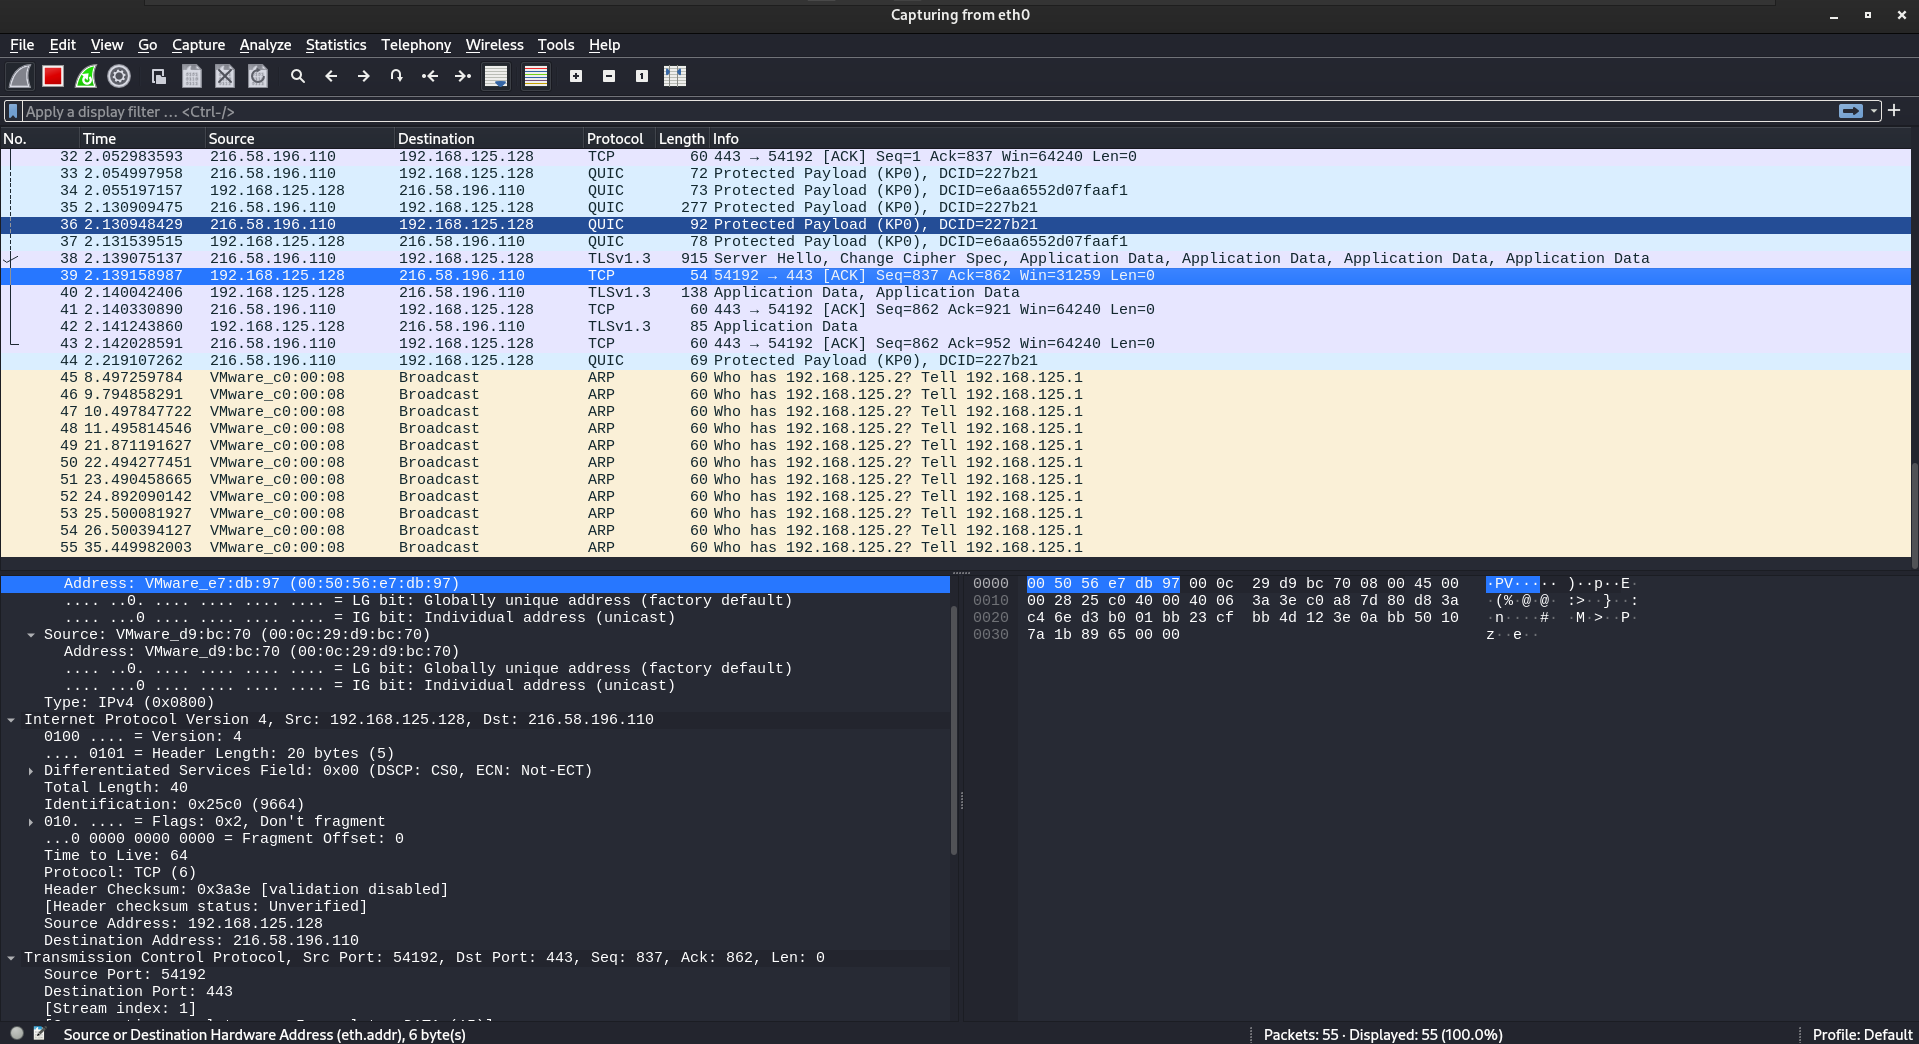 Capturing from eth0
File Edit View Go Capture Analyze Statistics Telephony Wireless Tools Help
Apply a display filter … <Ctrl-/>
No. Time Source Destination Protocol Length Info
32 2.052983593 216.58.196.110 192.168.125.128 TCP 60 443 → 54192 [ACK] Seq=1 Ack=837 Win=64240 Len=0
33 2.054997958 216.58.196.110 192.168.125.128 QUIC 72 Protected Payload (KP0), DCID=227b21
34 2.055197157 192.168.125.128 216.58.196.110 QUIC 73 Protected Payload (KP0), DCID=e6aa6552d07faaf1
35 2.130909475 216.58.196.110 192.168.125.128 QUIC 277 Protected Payload (KP0), DCID=227b21
36 2.130948429 216.58.196.110 192.168.125.128 QUIC 92 Protected Payload (KP0), DCID=227b21
37 2.131539515 192.168.125.128 216.58.196.110 QUIC 78 Protected Payload (KP0), DCID=e6aa6552d07faaf1
38 2.139075137 216.58.196.110 192.168.125.128 TLSv1.3 915 Server Hello, Change Cipher Spec, Application Data, Application Data, Application Data, Application Data
39 2.139158987 192.168.125.128 216.58.196.110 TCP 54 54192 → 443 [ACK] Seq=837 Ack=862 Win=31259 Len=0
40 2.140042406 192.168.125.128 216.58.196.110 TLSv1.3 138 Application Data, Application Data
41 2.140330890 216.58.196.110 192.168.125.128 TCP 60 443 → 54192 [ACK] Seq=862 Ack=921 Win=64240 Len=0
42 2.141243860 192.168.125.128 216.58.196.110 TLSv1.3 85 Application Data
43 2.142028591 216.58.196.110 192.168.125.128 TCP 60 443 → 54192 [ACK] Seq=862 Ack=952 Win=64240 Len=0
44 2.219107262 216.58.196.110 192.168.125.128 QUIC 69 Protected Payload (KP0), DCID=227b21
45 8.497259784 VMware_c0:00:08 Broadcast ARP 60 Who has 192.168.125.2? Tell 192.168.125.1
46 9.794858291 VMware_c0:00:08 Broadcast ARP 60 Who has 192.168.125.2? Tell 192.168.125.1
47 10.497847722 VMware_c0:00:08 Broadcast ARP 60 Who has 192.168.125.2? Tell 192.168.125.1
48 11.495814546 VMware_c0:00:08 Broadcast ARP 60 Who has 192.168.125.2? Tell 192.168.125.1
49 21.871191627 VMware_c0:00:08 Broadcast ARP 60 Who has 192.168.125.2? Tell 192.168.125.1
50 22.494277451 VMware_c0:00:08 Broadcast ARP 60 Who has 192.168.125.2? Tell 192.168.125.1
51 23.490458665 VMware_c0:00:08 Broadcast ARP 60 Who has 192.168.125.2? Tell 192.168.125.1
52 24.892090142 VMware_c0:00:08 Broadcast ARP 60 Who has 192.168.125.2? Tell 192.168.125.1
53 25.500081927 VMware_c0:00:08 Broadcast ARP 60 Who has 192.168.125.2? Tell 192.168.125.1
54 26.500394127 VMware_c0:00:08 Broadcast ARP 60 Who has 192.168.125.2? Tell 192.168.125.1
55 35.449982003 VMware_c0:00:08 Broadcast ARP 60 Who has 192.168.125.2? Tell 192.168.125.1
Address: VMware_e7:db:97 (00:50:56:e7:db:97)
.... ..0. .... .... .... .... = LG bit: Globally unique address (factory default)
.... ...0 .... .... .... .... = IG bit: Individual address (unicast)
Source: VMware_d9:bc:70 (00:0c:29:d9:bc:70)
Address: VMware_d9:bc:70 (00:0c:29:d9:bc:70)
.... ..0. .... .... .... .... = LG bit: Globally unique address (factory default)
.... ...0 .... .... .... .... = IG bit: Individual address (unicast)
Type: IPv4 (0x0800)
Internet Protocol Version 4, Src: 192.168.125.128, Dst: 216.58.196.110
0100 .... = Version: 4
.... 0101 = Header Length: 20 bytes (5)
Differentiated Services Field: 0x00 (DSCP: CS0, ECN: Not-ECT)
Total Length: 40
Identification: 0x25c0 (9664)
010. .... = Flags: 0x2, Don't fragment
...0 0000 0000 0000 = Fragment Offset: 0
Time to Live: 64
Protocol: TCP (6)
Header Checksum: 0x3a3e [validation disabled]
[Header checksum status: Unverified]
Source Address: 192.168.125.128
Destination Address: 216.58.196.110
Transmission Control Protocol, Src Port: 54192, Dst Port: 443, Seq: 837, Ack: 862, Len: 0
Source Port: 54192
Destination Port: 443
[Stream index: 1]
0000 00 50 56 e7 db 97 00 0c 29 d9 bc 70 08 00 45 00 ·PV····· )··p··E·
0010 00 28 25 c0 40 00 40 06 3a 3e c0 a8 7d 80 d8 3a ·(%·@·@· :>··}··:
0020 c4 6e d3 b0 01 bb 23 cf bb 4d 12 3e 0a bb 50 10 ·n····#· ·M·>··P·
0030 7a 1b 89 65 00 00 z··e··
Source or Destination Hardware Address (eth.addr), 6 byte(s)
Packets: 55 · Displayed: 55 (100.0%)
Profile: Default